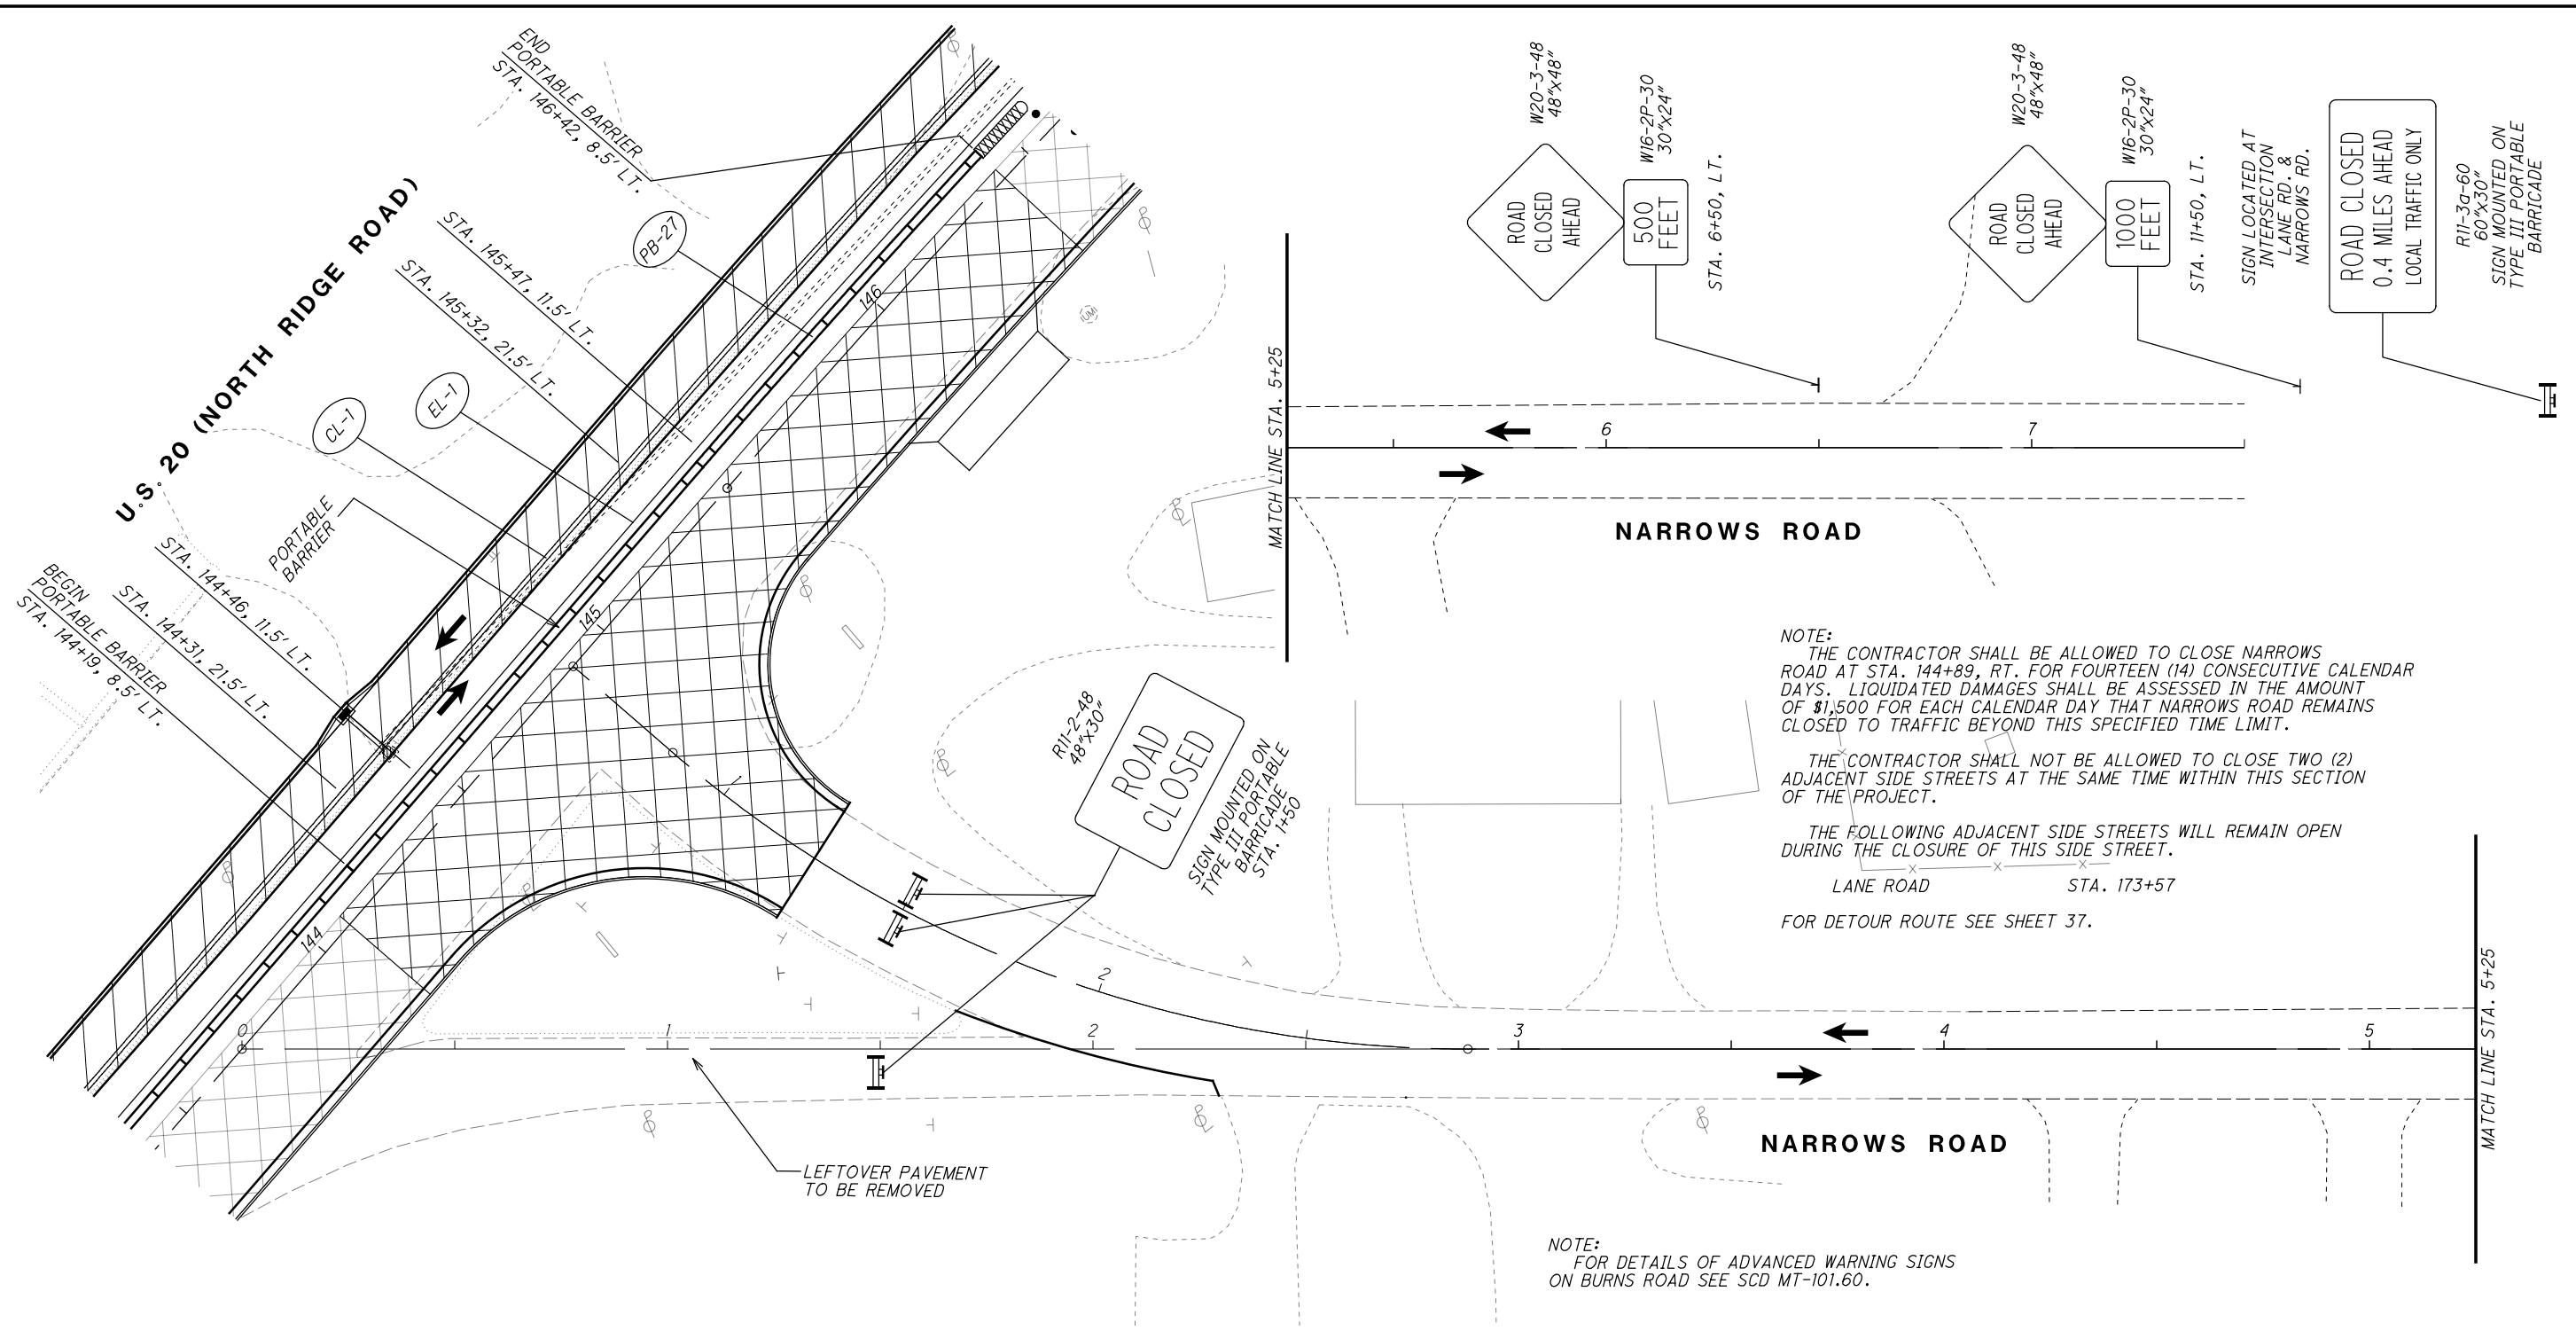 END
PORTABLE BARRIER
STA. 146+42, 8.5' LT.
PB-27
STA. 145+47, 11.5' LT.
STA. 145+32, 21.5' LT.
EL-1
CL-1
U.S. 20 (NORTH RIDGE ROAD)
PORTABLE
BARRIER
STA. 144+46, 11.5' LT.
STA. 144+31, 21.5' LT.
BEGIN
PORTABLE BARRIER
STA. 144+19, 8.5' LT.
146
145
144
1
2
MATCH LINE STA. 5+25
W20-3-48
48"x48"
ROAD
CLOSED
AHEAD
W16-2P-30
30"x24"
500
FEET
STA. 6+50, LT.
W20-3-48
48"x48"
ROAD
CLOSED
AHEAD
W16-2P-30
30"x24"
1000
FEET
STA. 11+50, LT.
SIGN LOCATED AT
INTERSECTION
LANE RD. &
NARROWS RD.
ROAD CLOSED
0.4 MILES AHEAD
LOCAL TRAFFIC ONLY
R11-3a-60
60"x30"
SIGN MOUNTED ON
TYPE III PORTABLE
BARRICADE
6
7
NARROWS ROAD
R11-2-48
48"x30"
ROAD
CLOSED
SIGN MOUNTED ON
TYPE III PORTABLE
BARRICADE
STA. 1+50
NOTE:
THE CONTRACTOR SHALL BE ALLOWED TO CLOSE NARROWS
ROAD AT STA. 144+89, RT. FOR FOURTEEN (14) CONSECUTIVE CALENDAR
DAYS. LIQUIDATED DAMAGES SHALL BE ASSESSED IN THE AMOUNT
OF $1,500 FOR EACH CALENDAR DAY THAT NARROWS ROAD REMAINS
CLOSED TO TRAFFIC BEYOND THIS SPECIFIED TIME LIMIT.
THE CONTRACTOR SHALL NOT BE ALLOWED TO CLOSE TWO (2)
ADJACENT SIDE STREETS AT THE SAME TIME WITHIN THIS SECTION
OF THE PROJECT.
THE FOLLOWING ADJACENT SIDE STREETS WILL REMAIN OPEN
DURING THE CLOSURE OF THIS SIDE STREET.
LANE ROAD STA. 173+57
FOR DETOUR ROUTE SEE SHEET 37.
0
1
2
3
4
5
MATCH LINE STA. 5+25
NARROWS ROAD
LEFTOVER PAVEMENT
TO BE REMOVED
NOTE:
FOR DETAILS OF ADVANCED WARNING SIGNS
ON BURNS ROAD SEE SCD MT-101.60.